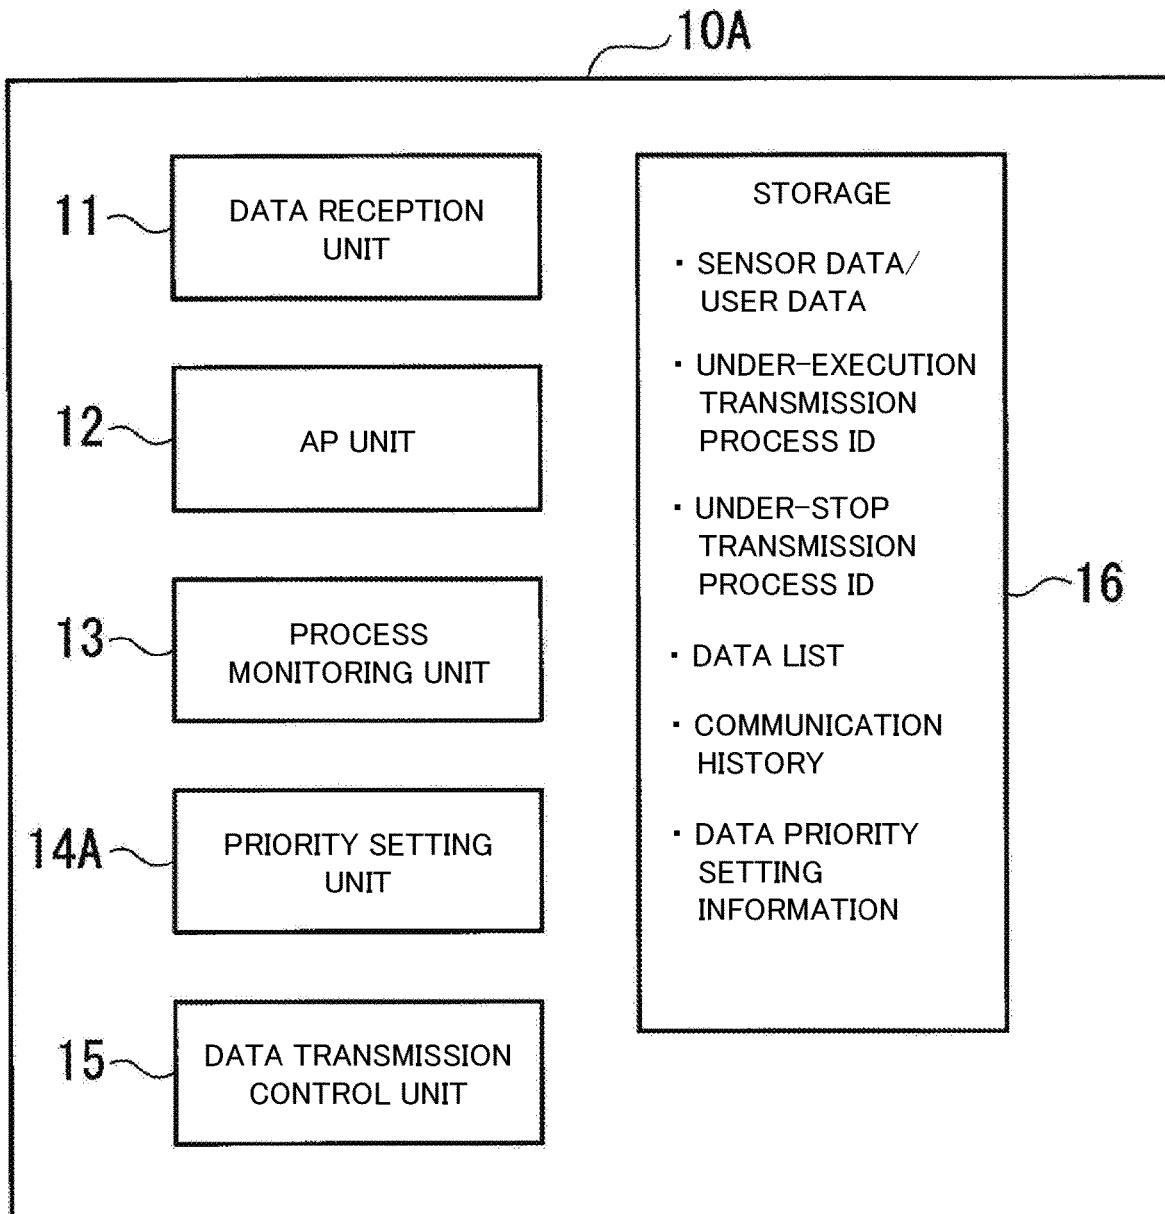 10A
11
DATA RECEPTION
UNIT
12
AP UNIT
13
PROCESS
MONITORING UNIT
14A
PRIORITY SETTING
UNIT
15
DATA TRANSMISSION
CONTROL UNIT
STORAGE
・SENSOR DATA/
USER DATA
・UNDER-EXECUTION
TRANSMISSION
PROCESS ID
・UNDER-STOP
TRANSMISSION
PROCESS ID
・DATA LIST
・COMMUNICATION
HISTORY
・DATA PRIORITY
SETTING
INFORMATION
16